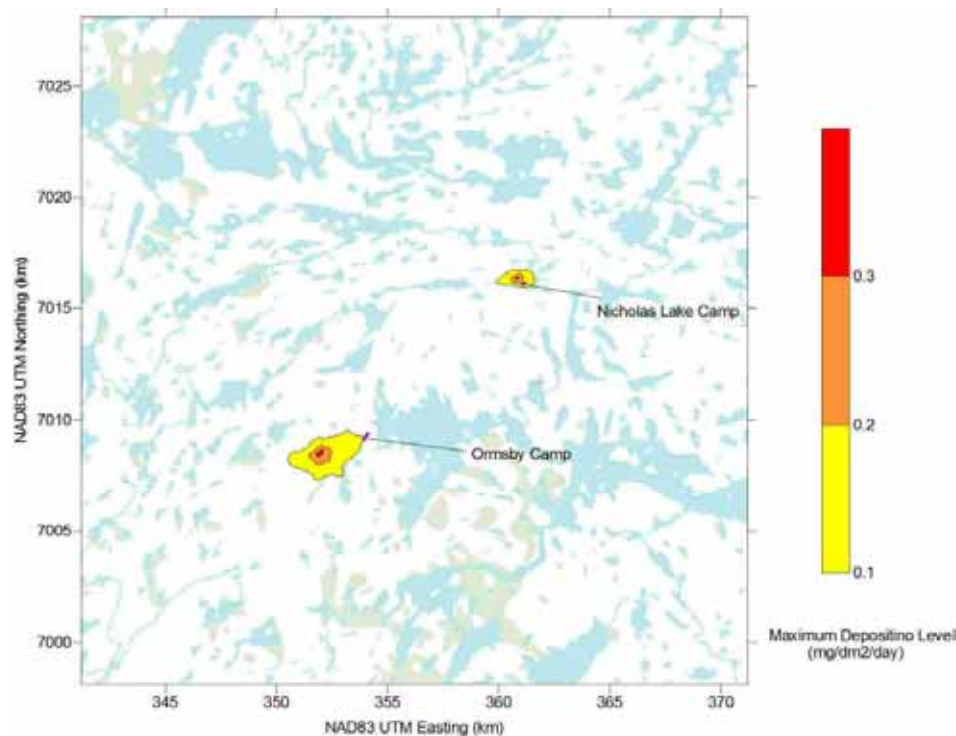 7025
7020
7015
7010
7005
7000
NAD83 UTM Northing (km)
Nicholas Lake Camp
Ormsby Camp
345
350
355
360
365
370
NAD83 UTM Easting (km)
0.3
0.2
0.1
Maximum Depositino Level
(mg/dm2/day)